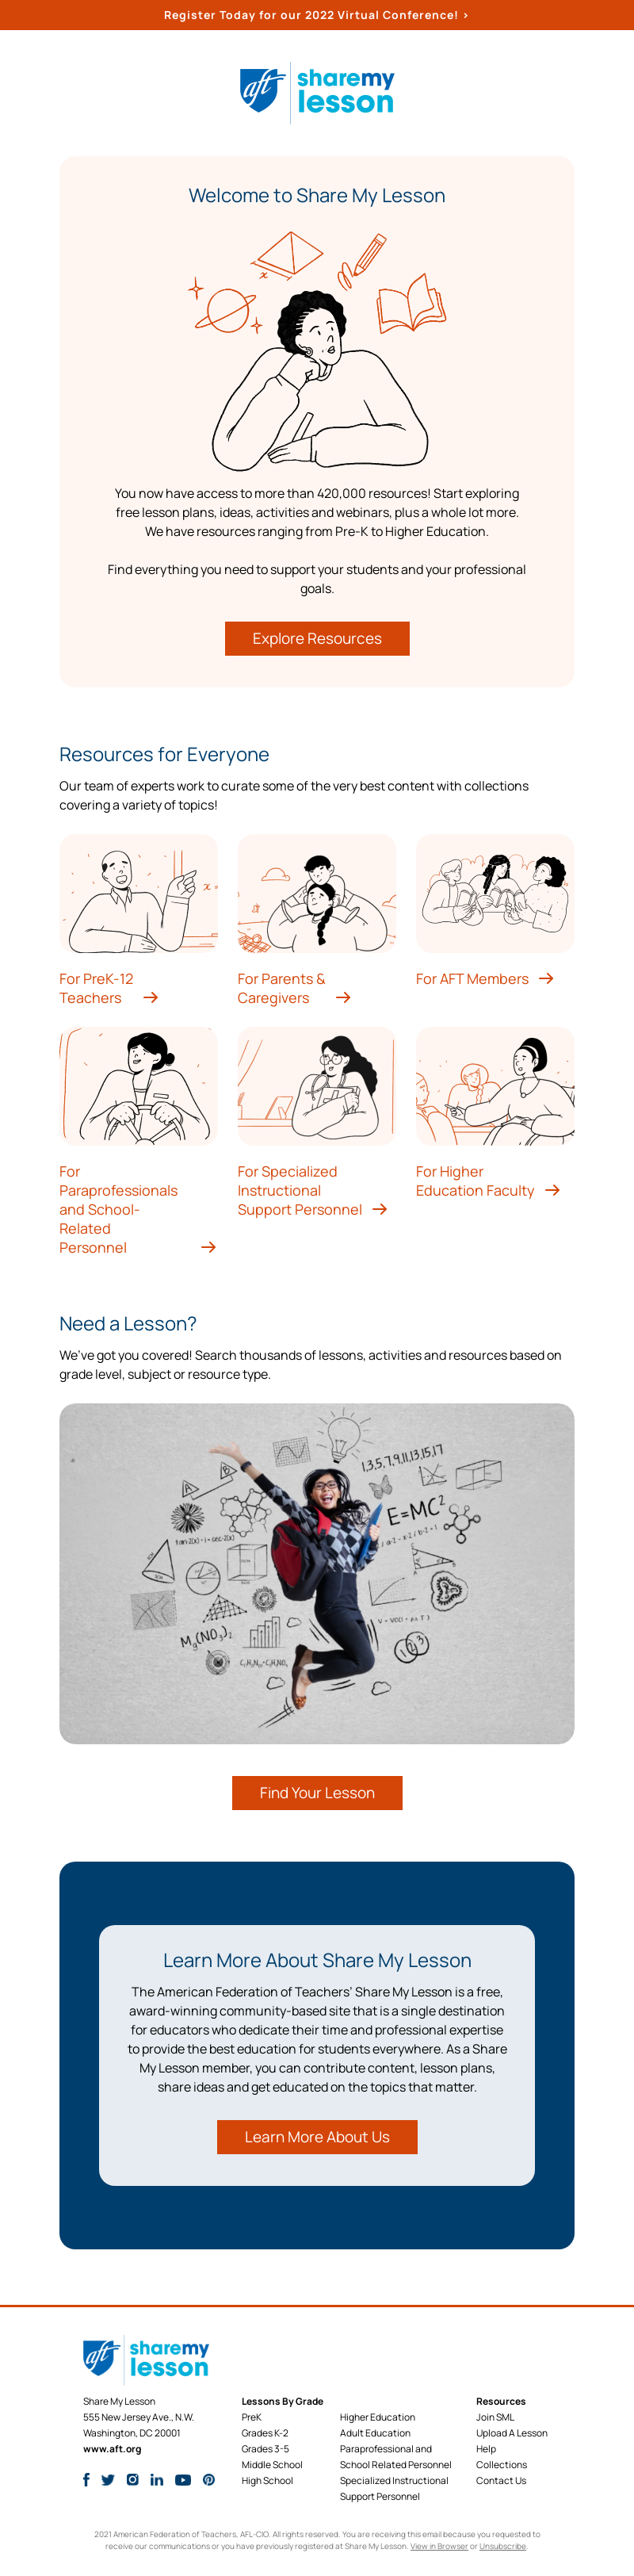 Register Today for our 2022 Virtual Conference! >
aft
sharemy
lesson
Welcome to Share My Lesson
x
You now have access to more than 420,000 resources! Start exploring
free lesson plans, ideas, activities and webinars, plus a whole lot more.
We have resources ranging from Pre-K to Higher Education.
Find everything you need to support your students and your professional
goals.
Explore Resources
Resources for Everyone
Our team of experts work to curate some of the very best content with collections
covering a variety of topics!
For PreK-12
Teachers
For Parents &
Caregivers
For AFT Members
For
Paraprofessionals
and School-
Related
Personnel
For Specialized
Instructional
Support Personnel
For Higher
Education Faculty
Need a Lesson?
We've got you covered! Search thousands of lessons, activities and resources based on
grade level, subject or resource type.
1,3,5,7,9,11,13,15,17
E=MC²
Mg(NO₃)₂
Find Your Lesson
Learn More About Share My Lesson
The American Federation of Teachers' Share My Lesson is a free,
award-winning community-based site that is a single destination
for educators who dedicate their time and professional expertise
to provide the best education for students everywhere. As a Share
My Lesson member, you can contribute content, lesson plans,
share ideas and get educated on the topics that matter.
Learn More About Us
aft
sharemy
lesson
Share My Lesson
555 New Jersey Ave., N.W.
Washington, DC 20001
www.aft.org
Lessons By Grade
PreK
Grades K-2
Grades 3-5
Middle School
High School
Higher Education
Adult Education
Paraprofessional and
School Related Personnel
Specialized Instructional
Support Personnel
Resources
Join SML
Upload A Lesson
Help
Collections
Contact Us
2021 American Federation of Teachers, AFL-CIO. All rights reserved. You are receiving this email because you requested to
receive our communications or you have previously registered at Share My Lesson. View in Browser or Unsubscribe.